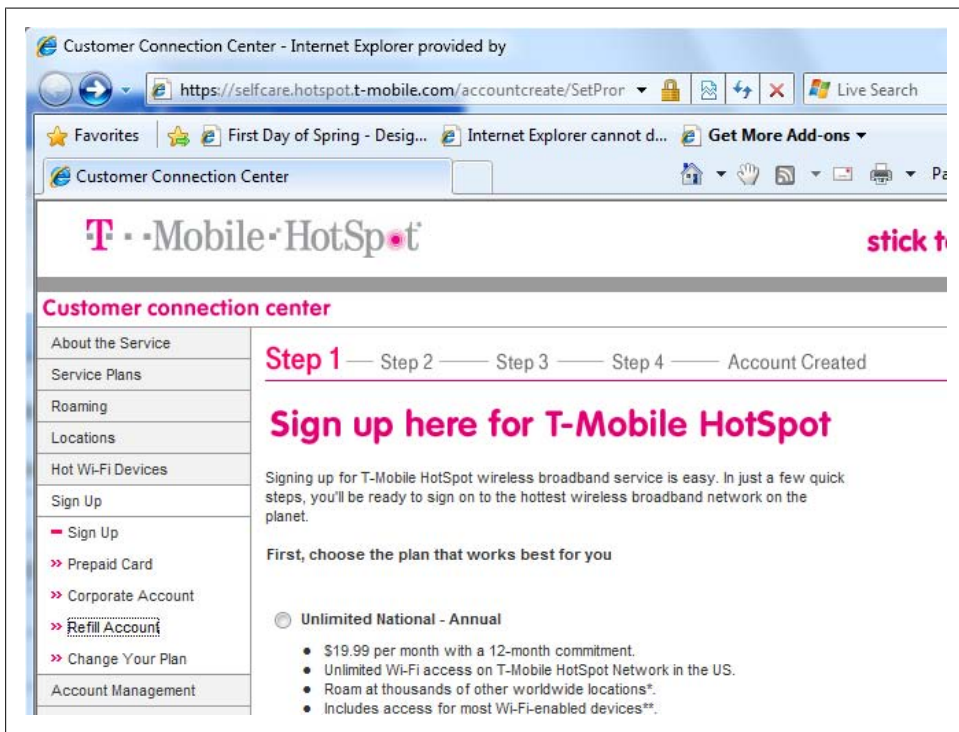 Customer Connection Center - Internet Explorer provided by
https://selfcare.hotspot.t-mobile.com/accountcreate/SetPror
Live Search
Favorites
First Day of Spring - Desig...
Internet Explorer cannot d...
Get More Add-ons
Customer Connection Center
T··Mobile·HotSpot
stick
Customer connection center
About the Service
Service Plans
Roaming
Locations
Hot Wi-Fi Devices
Sign Up
Sign Up
Prepaid Card
Corporate Account
Refill Account
Change Your Plan
Account Management
Step 1 — Step 2 — Step 3 — Step 4 — Account Created
Sign up here for T-Mobile HotSpot
Signing up for T-Mobile HotSpot wireless broadband service is easy. In just a few quick
steps, you'll be ready to sign on to the hottest wireless broadband network on the
planet.
First, choose the plan that works best for you
Unlimited National - Annual
• $19.99 per month with a 12-month commitment.
• Unlimited Wi-Fi access on T-Mobile HotSpot Network in the US.
• Roam at thousands of other worldwide locations*.
• Includes access for most Wi-Fi-enabled devices**.